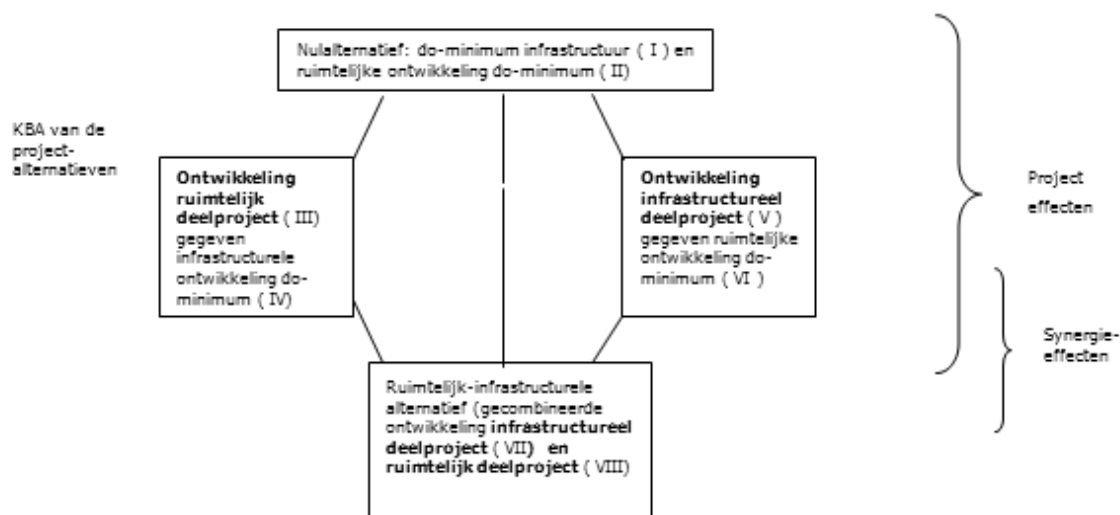 Nulalternatief: do-minimum infrastructuur ( I ) en
ruimtelijke ontwikkeling do-minimum ( II )
KBA van de
project-
alternatieven
Ontwikkeling
ruimtelijk
deelproject ( III )
gegeven
infrastructurele
ontwikkeling do-
minimum ( IV)
Ontwikkeling
infrastructureel
deelproject ( V )
gegeven ruimtelijke
ontwikkeling do-
minimum ( VI )
Project
effecten
Synergie-
effecten
Ruimtelijk-infrastructurele
alternatief (gecombineerde
ontwikkeling infrastructureel
deelproject ( VII) en
ruimtelijk deelproject ( VIII)